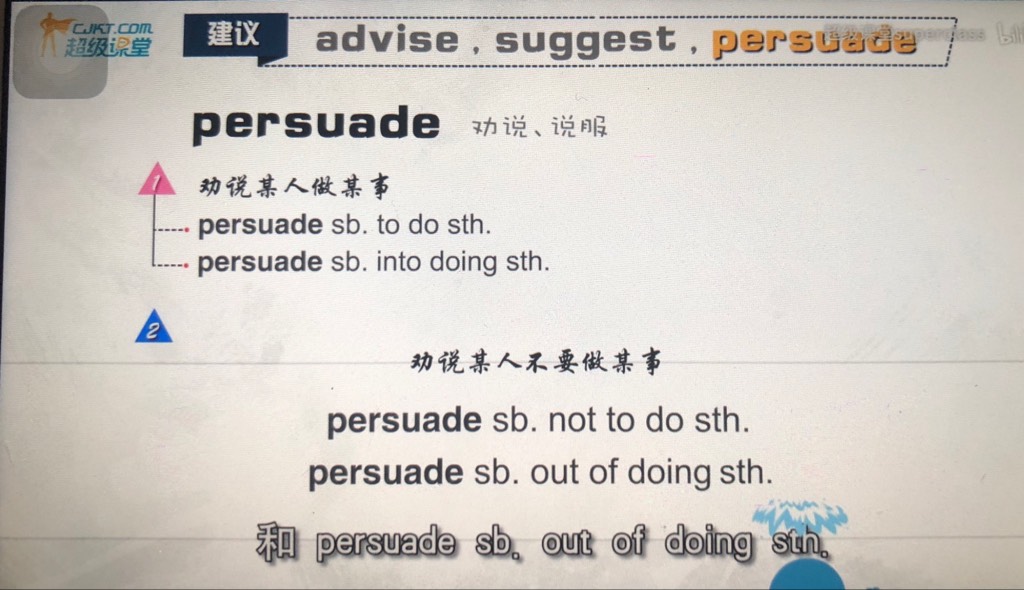 CJKT.COM
超级课堂
建议 advise , suggest , persuade
persuade 劝说、说服
1 劝说某人做某事
persuade sb. to do sth.
persuade sb. into doing sth.
2
劝说某人不要做某事
persuade sb. not to do sth.
persuade sb. out of doing sth.
和 persuade sb. out of doing sth.